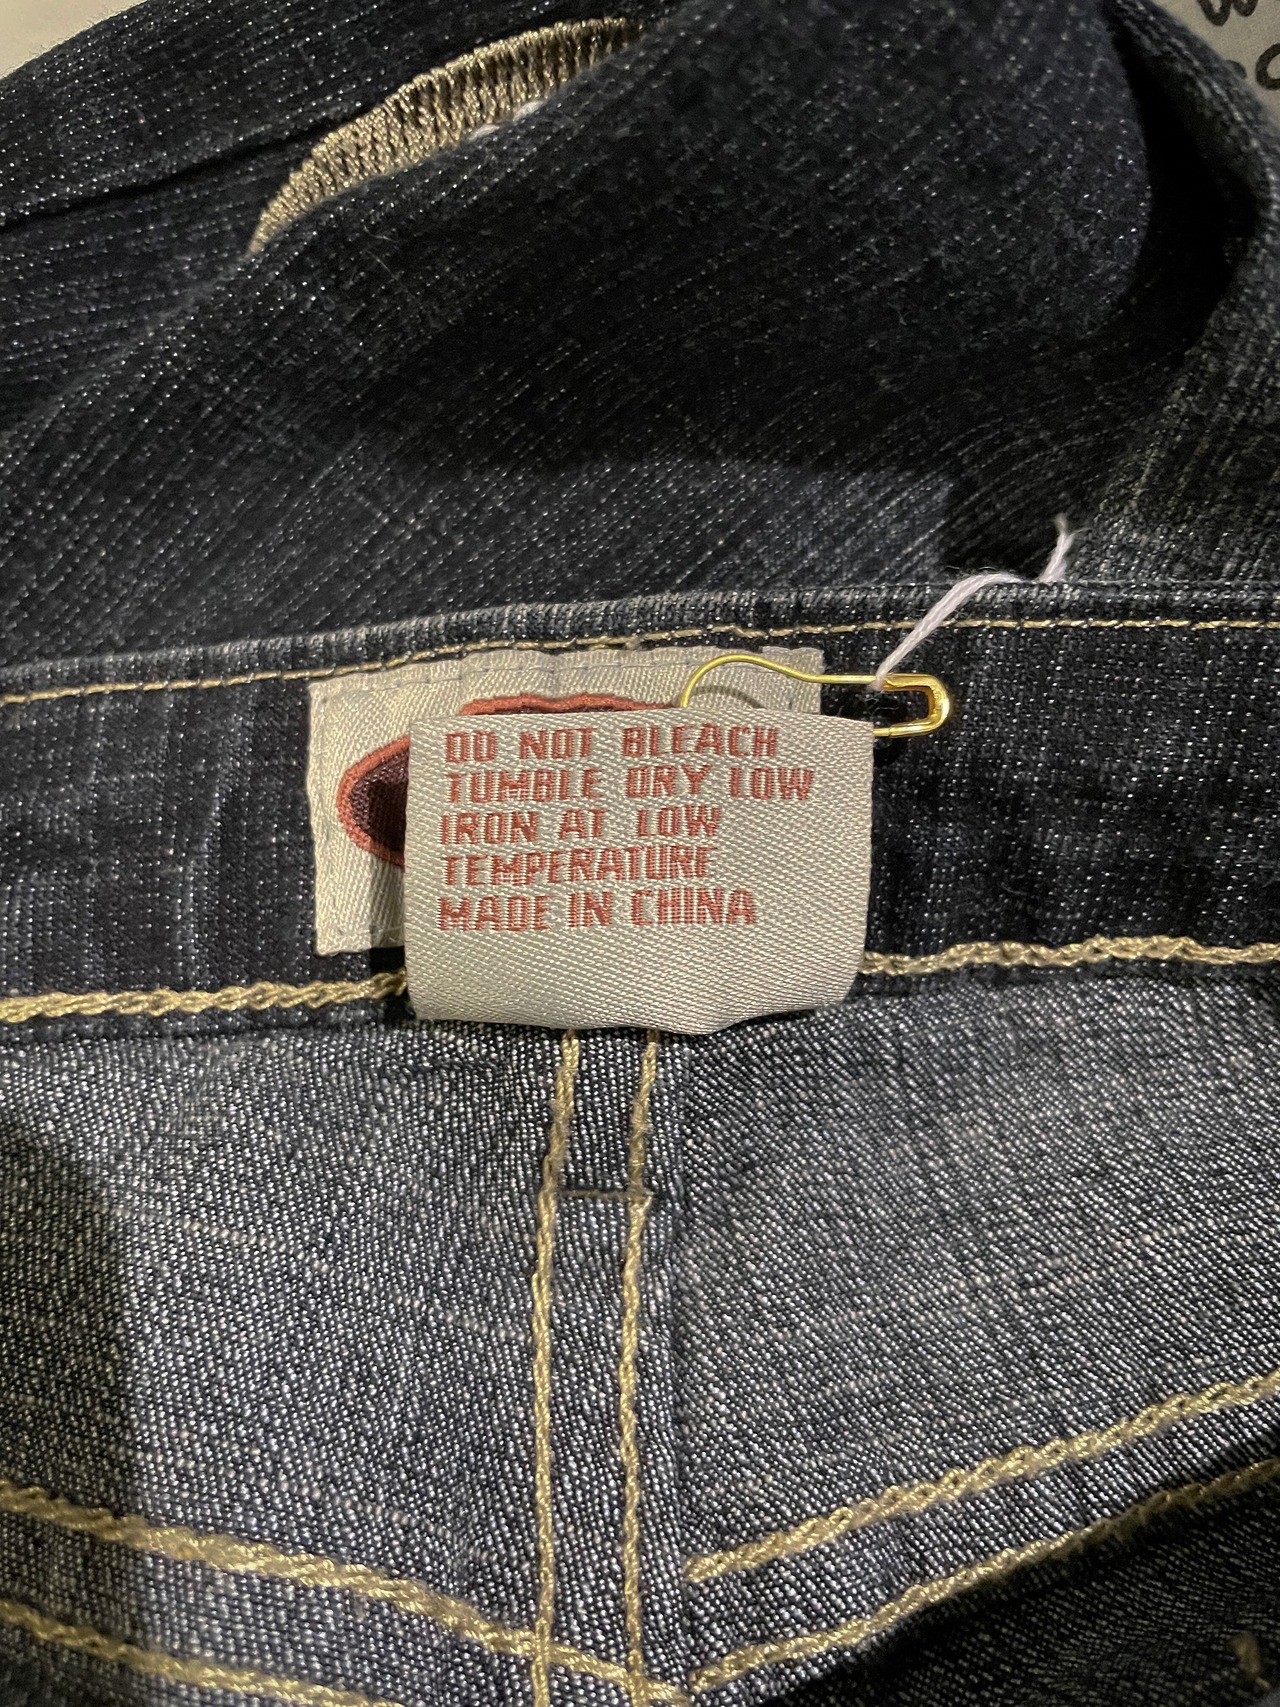 DO NOT BLEACH
TUMBLE DRY LOW
IRON AT LOW
TEMPERATURE
MADE IN CHINA